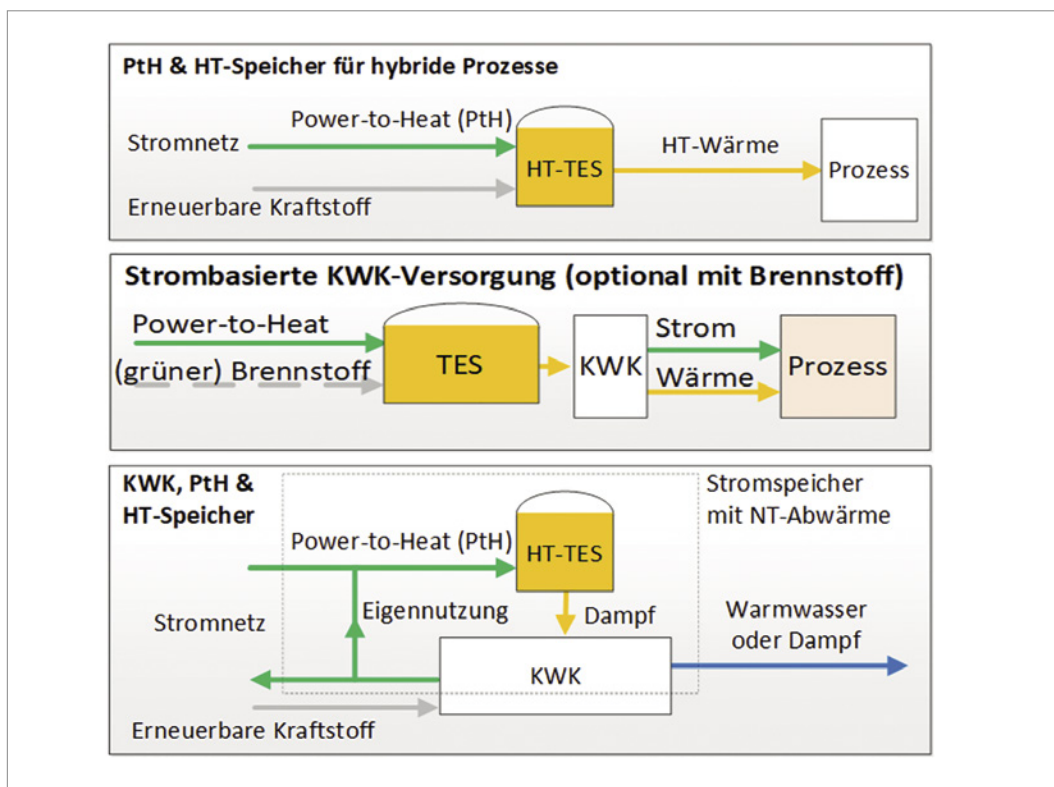 PtH & HT-Speicher für hybride Prozesse
Power-to-Heat (PtH)
Stromnetz
HT-Wärme
HT-TES
Prozess
Erneuerbare Kraftstoff
Strombasierte KWK-Versorgung (optional mit Brennstoff)
Power-to-Heat
Strom
(grüner) Brennstoff
TES
KWK
Wärme
Prozess
KWK, PtH &
HT-Speicher
Stromspeicher
mit NT-Abwärme
Power-to-Heat (PtH)
HT-TES
Eigennutzung
Dampf
Stromnetz
Warmwasser
oder Dampf
KWK
Erneuerbare Kraftstoff